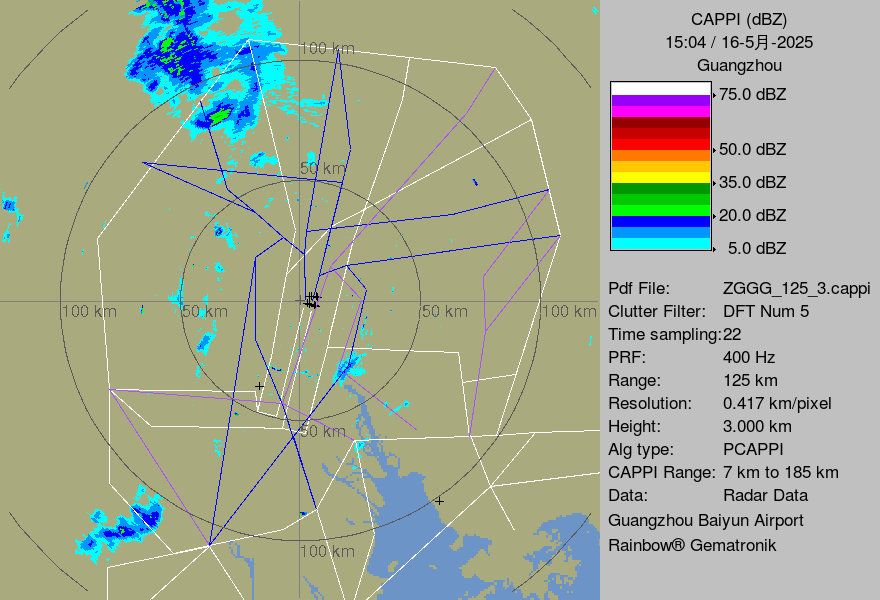 CAPPI (dBZ)
15:04 / 16-5月-2025
Guangzhou
75.0 dBZ
50.0 dBZ
35.0 dBZ
20.0 dBZ
5.0 dBZ
Pdf File: ZGGG_125_3.cappi
Clutter Filter: DFT Num 5
Time sampling:22
PRF: 400 Hz
Range: 125 km
Resolution: 0.417 km/pixel
Height: 3.000 km
Alg type: PCAPPI
CAPPI Range: 7 km to 185 km
Data: Radar Data
Guangzhou Baiyun Airport
Rainbow® Gematronik
100 km
50 km
100 km 50 km 50 km 100 km
50 km
100 km